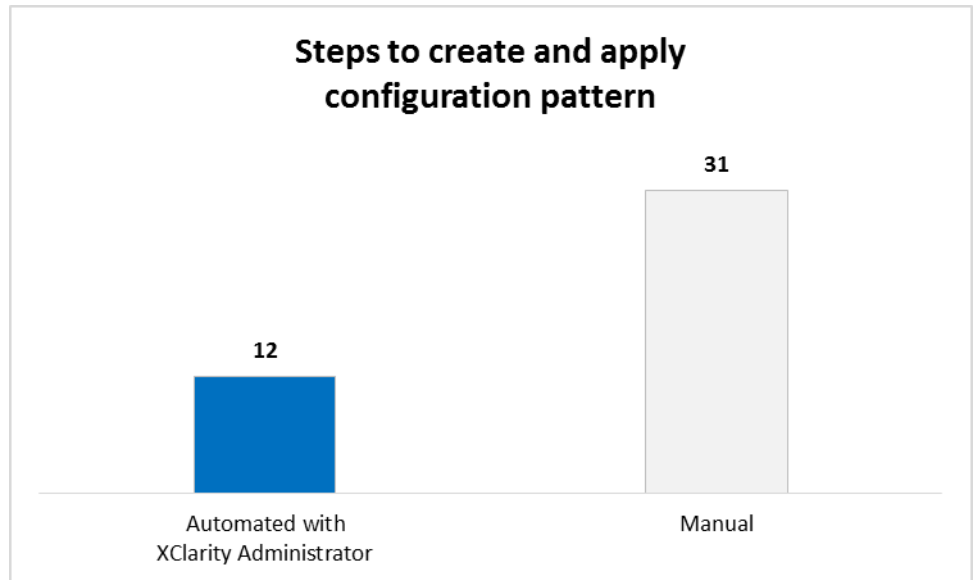 Steps to create and apply
configuration pattern
31
12
Automated with
XClarity Administrator
Manual